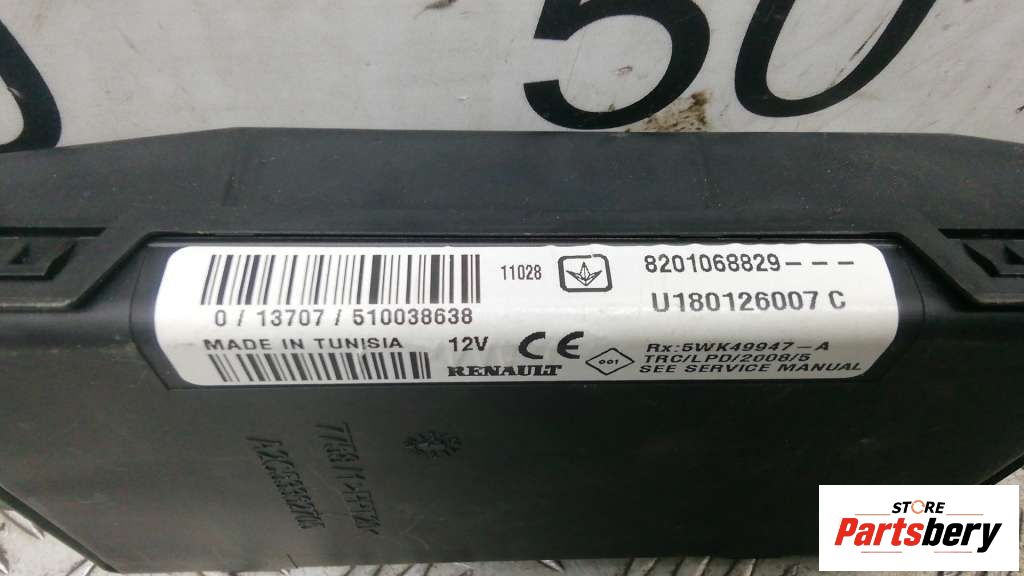 50
11028
8201068829---
U180126007 C
0 / 13707 / 510038638
MADE IN TUNISIA 12V CE
RENAULT
001
Rx:5WK49947-A
TRC/LPD/2008/5
SEE SERVICE MANUAL
STORE
Partsbery